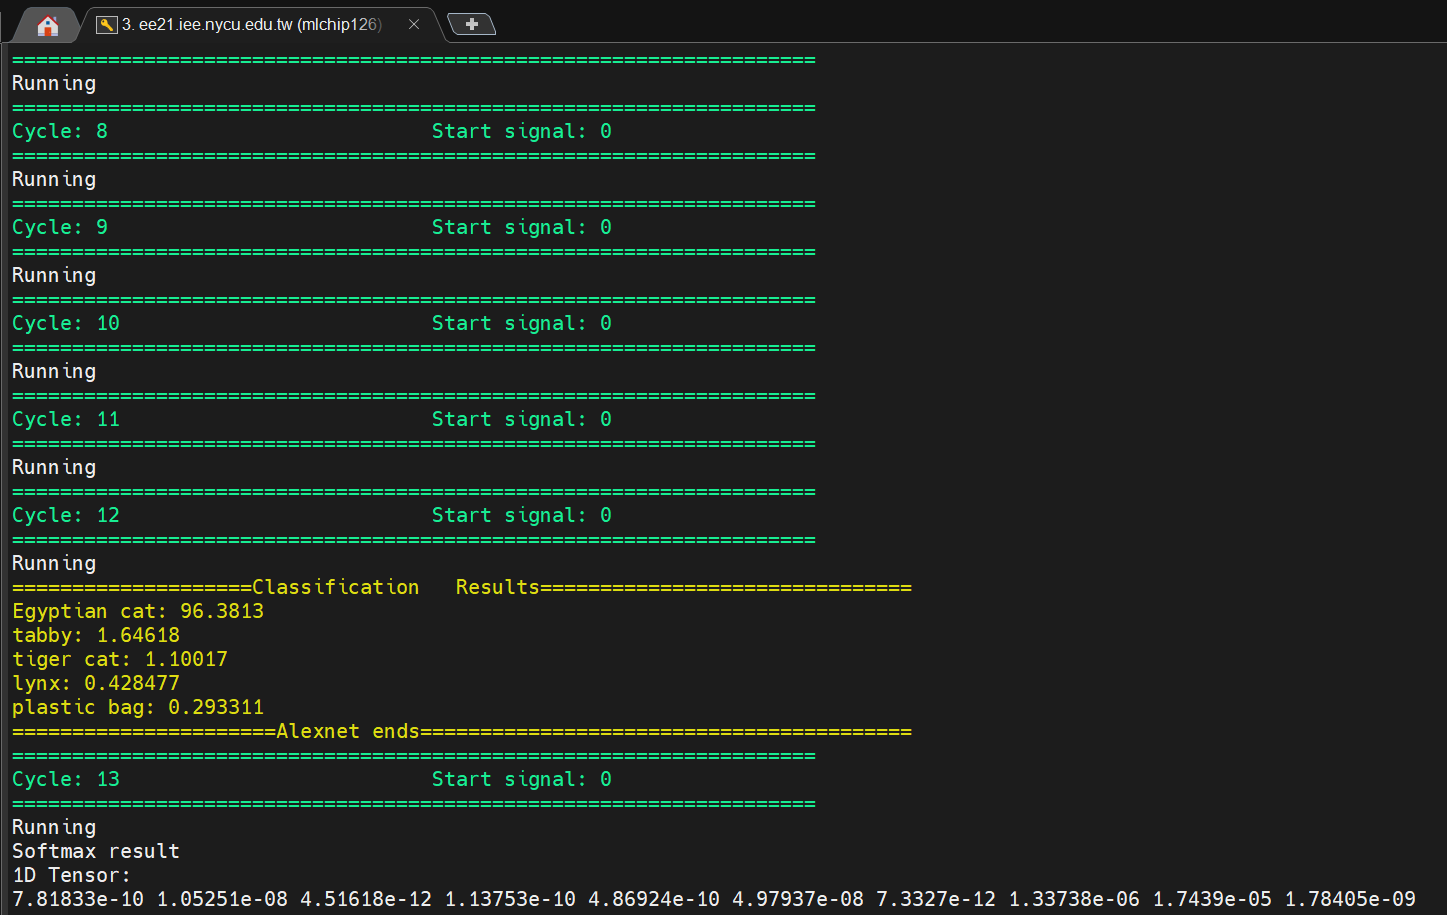 3. ee21.iee.nycu.edu.tw (mlchip126)
===================================================================
Running
===================================================================
Cycle: 8                           Start signal: 0
===================================================================
Running
===================================================================
Cycle: 9                           Start signal: 0
===================================================================
Running
===================================================================
Cycle: 10                          Start signal: 0
===================================================================
Running
===================================================================
Cycle: 11                          Start signal: 0
===================================================================
Running
===================================================================
Cycle: 12                          Start signal: 0
===================================================================
Running
====================Classification   Results===============================
Egyptian cat: 96.3813
tabby: 1.64618
tiger cat: 1.10017
lynx: 0.428477
plastic bag: 0.293311
======================Alexnet ends=========================================
===================================================================
Cycle: 13                          Start signal: 0
===================================================================
Running
Softmax result
1D Tensor:
7.81833e-10 1.05251e-08 4.51618e-12 1.13753e-10 4.86924e-10 4.97937e-08 7.3327e-12 1.33738e-06 1.7439e-05 1.78405e-09